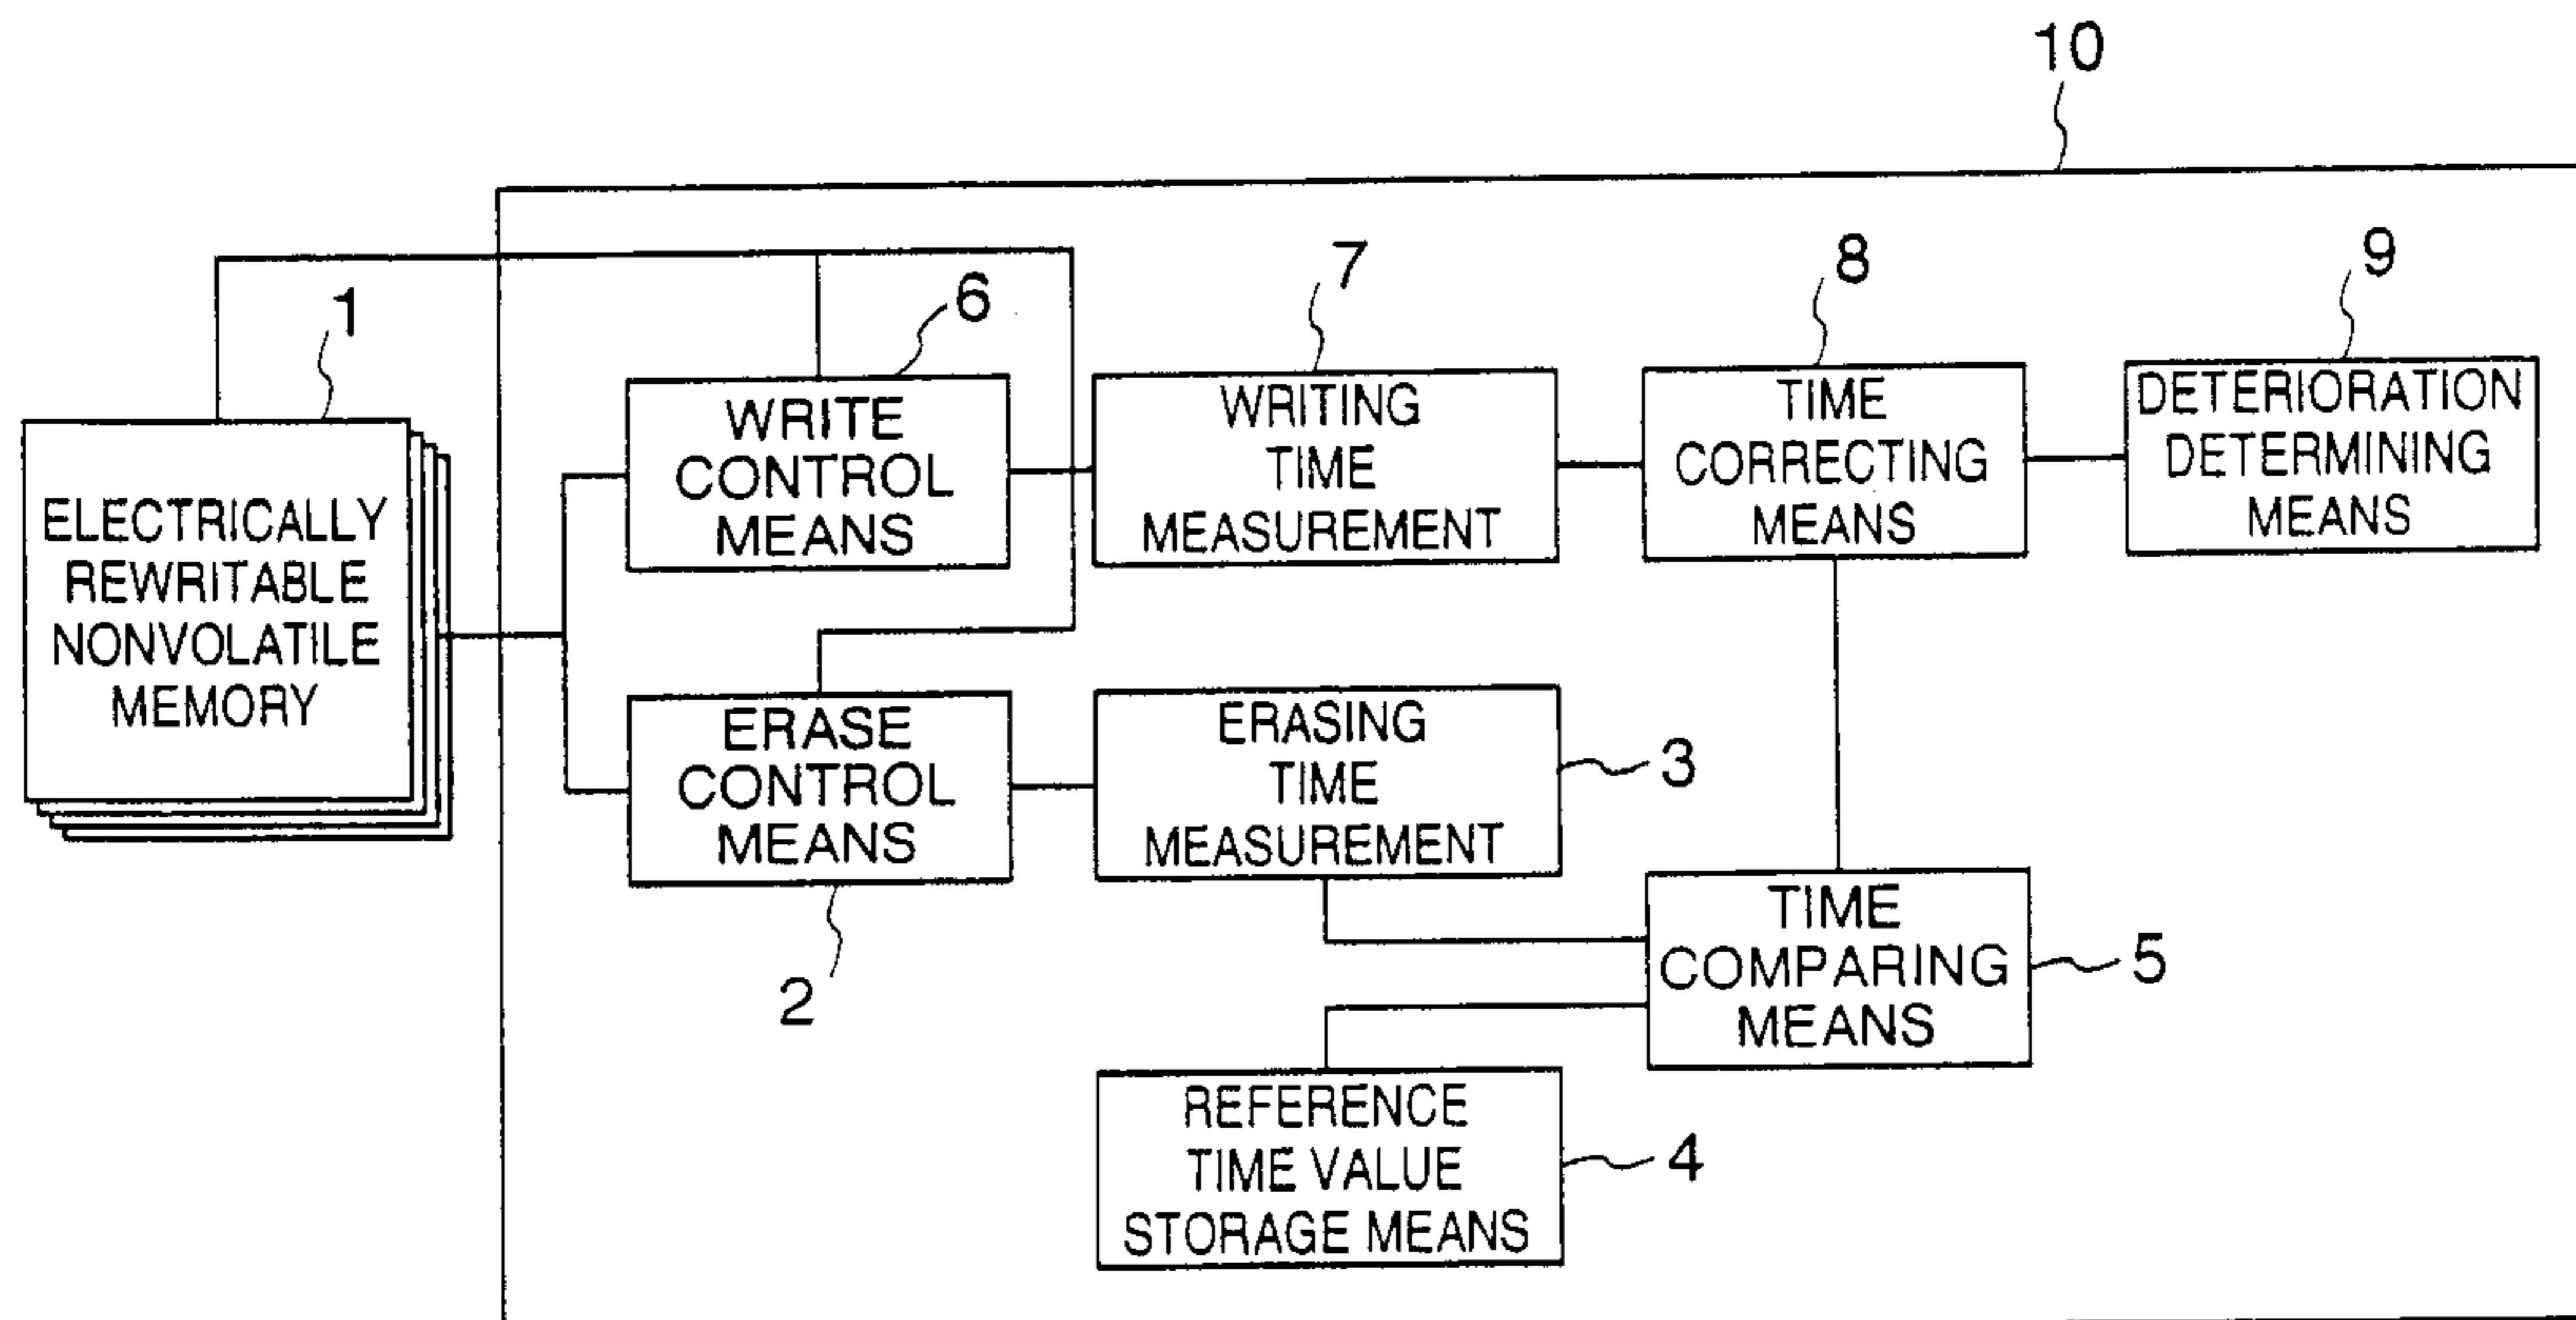 10
1
6
7
8
9
ELECTRICALLY
REWRITABLE
NONVOLATILE
MEMORY
WRITE
CONTROL
MEANS
WRITING
TIME
MEASUREMENT
TIME
CORRECTING
MEANS
DETERIORATION
DETERMINING
MEANS
ERASE
CONTROL
MEANS
2
ERASING
TIME
MEASUREMENT
3
TIME
COMPARING
MEANS
5
REFERENCE
TIME VALUE
STORAGE MEANS
4